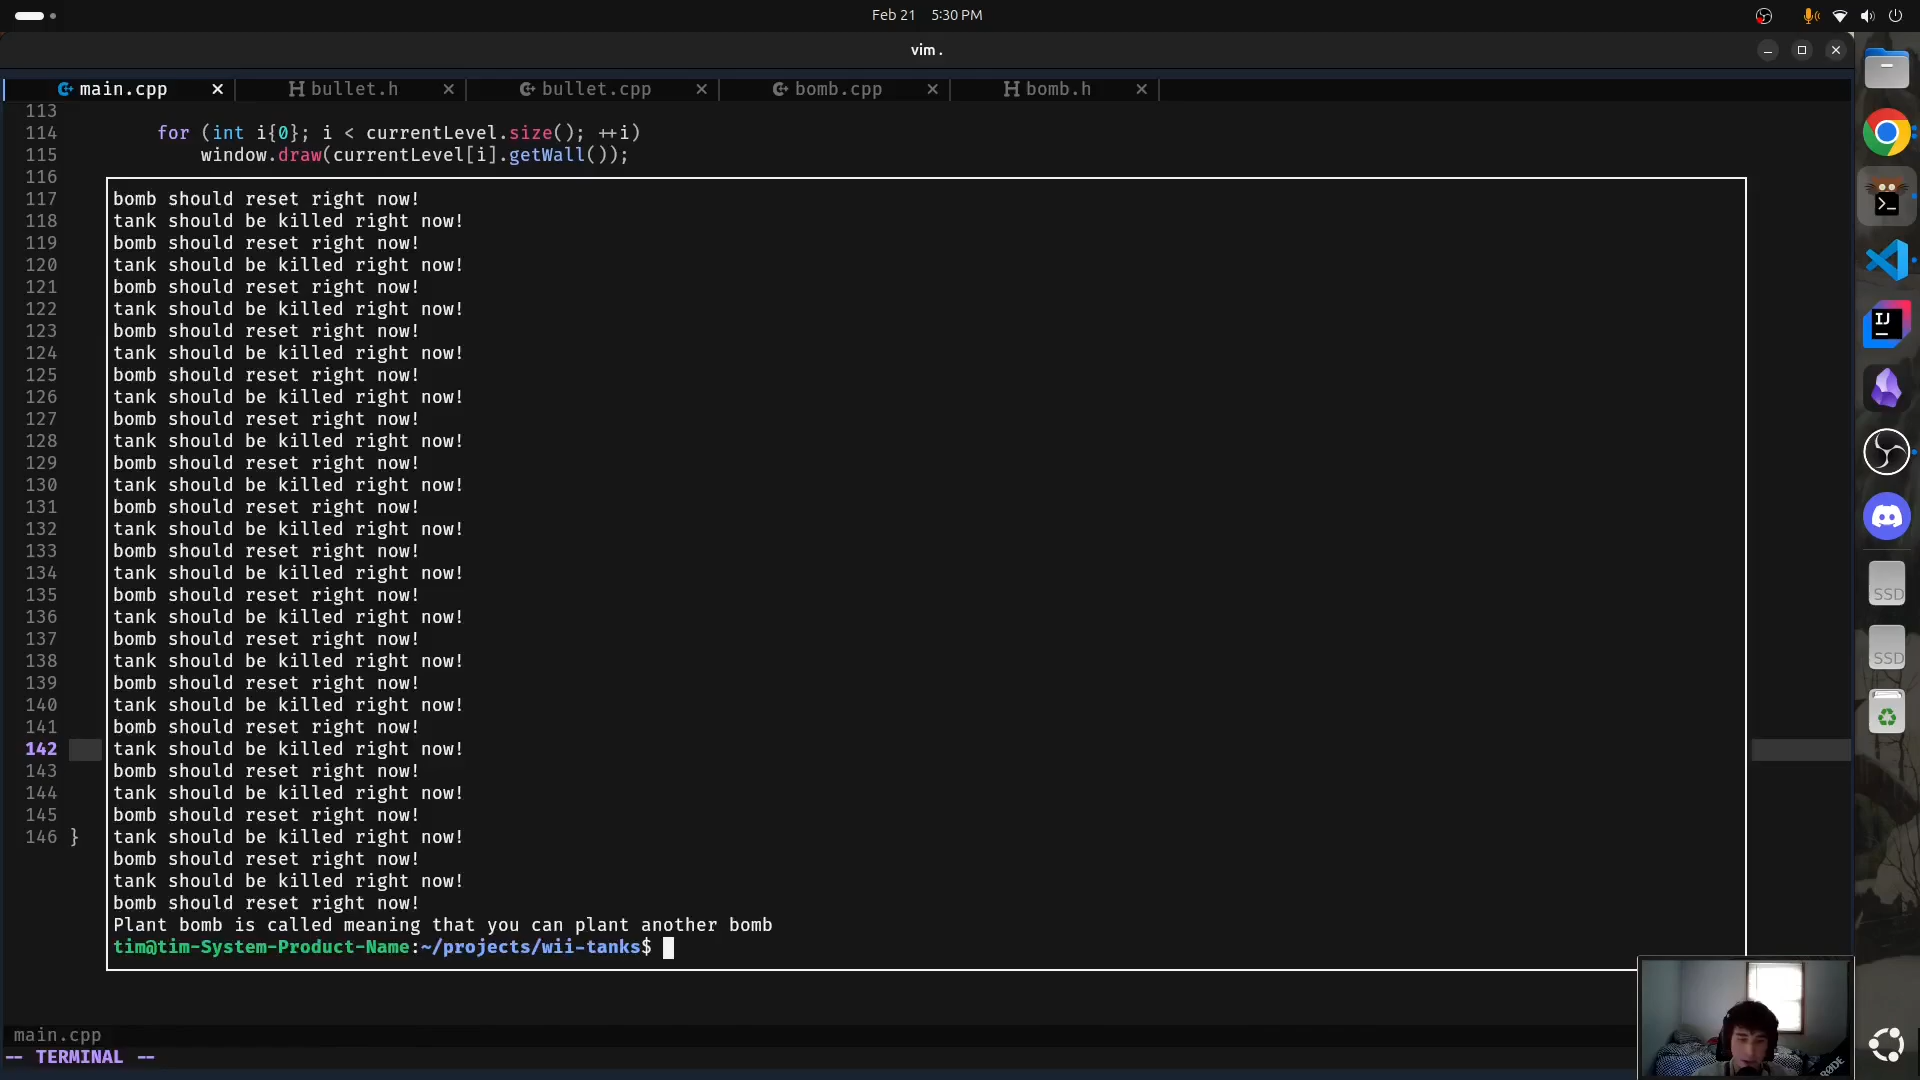 Feb 21 5:30 PM
vim .
main.cpp × bullet.h × bullet.cpp × bomb.cpp × bomb.h ×
113
114 for (int i{0}; i < currentLevel.size(); ++i)
115 window.draw(currentLevel[i].getWall());
116
117 bomb should reset right now!
118 tank should be killed right now!
119 bomb should reset right now!
120 tank should be killed right now!
121 bomb should reset right now!
122 tank should be killed right now!
123 bomb should reset right now!
124 tank should be killed right now!
125 bomb should reset right now!
126 tank should be killed right now!
127 bomb should reset right now!
128 tank should be killed right now!
129 bomb should reset right now!
130 tank should be killed right now!
131 bomb should reset right now!
132 tank should be killed right now!
133 bomb should reset right now!
134 tank should be killed right now!
135 bomb should reset right now!
136 tank should be killed right now!
137 bomb should reset right now!
138 tank should be killed right now!
139 bomb should reset right now!
140 tank should be killed right now!
141 bomb should reset right now!
142 tank should be killed right now!
143 bomb should reset right now!
144 tank should be killed right now!
145 bomb should reset right now!
146 } tank should be killed right now!
bomb should reset right now!
tank should be killed right now!
bomb should reset right now!
Plant bomb is called meaning that you can plant another bomb
tim@tim-System-Product-Name:~/projects/wii-tanks$
main.cpp
-- TERMINAL --
IJ
SSD
SSD
RØDE